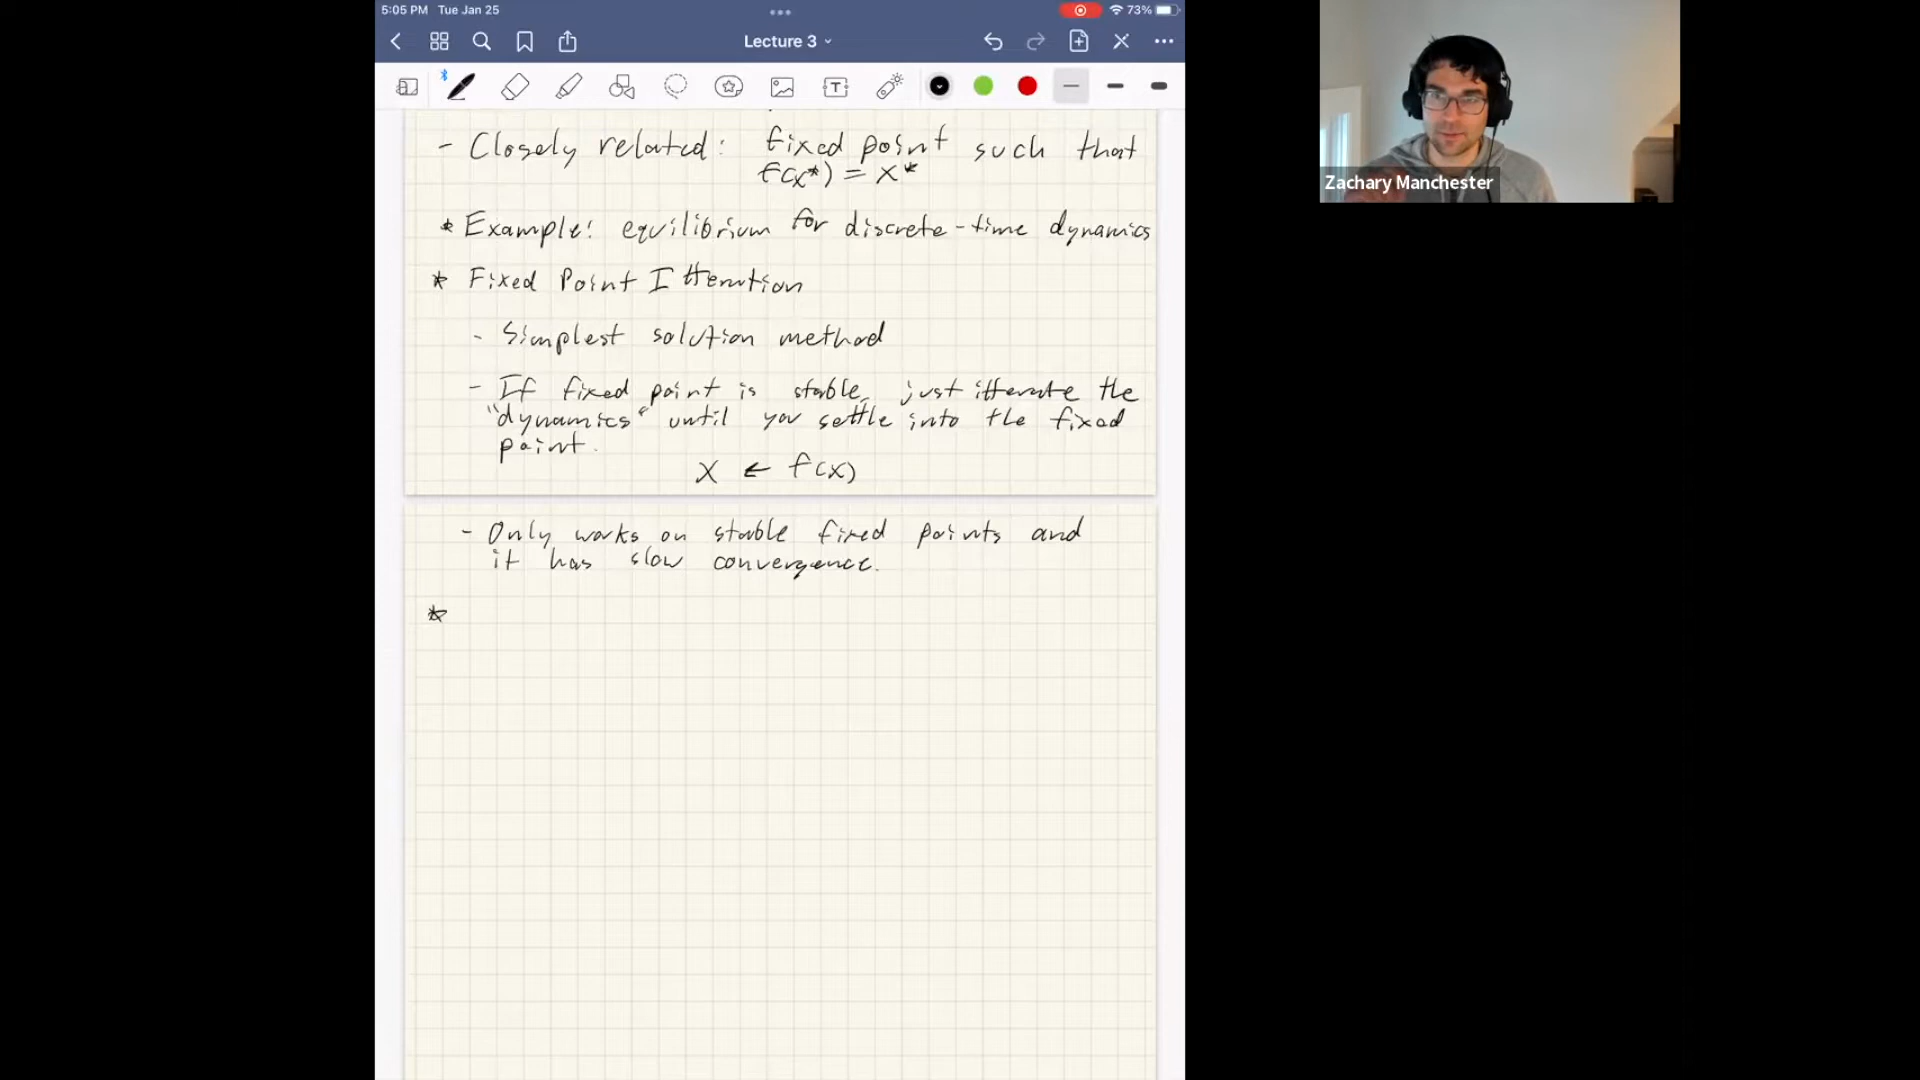 5:05 PM Tue Jan 25
73%
Lecture 3
Zachary Manchester
- Closely related: fixed point such that
f(x*) = x*
* Example: equilibrium for discrete-time dynamics
* Fixed Point Itteration
- Simplest solution method
- If fixed point is stable, just itterate the
"dynamics" until you settle into the fixed
point.
x ← f(x)
- Only works on stable fixed points and
it has slow convergence.
*